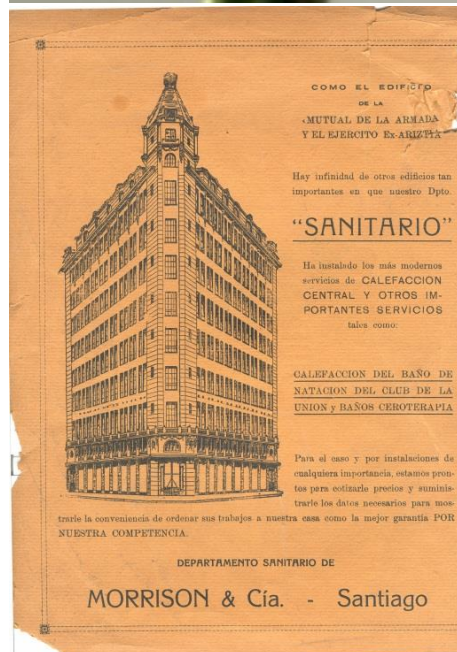 COMO EL EDIFICIO
DE LA
«MUTUAL DE LA ARMADA
Y EL EJERCITO Ex-ARIZTIA
Hay infinidad de otros edificios tan
importantes en que nuestro Dpto.
“SANITARIO”
Ha instalado los más modernos
servicios de CALEFACCION
CENTRAL Y OTROS IM-
PORTANTES SERVICIOS
tales como:
CALEFACCION DEL BAÑO DE
NATACION DEL CLUB DE LA
UNION y BAÑOS CEROTERAPIA
Para el caso y por instalaciones de
cualquiera importancia, estamos pron-
tos para cotizarle precios y suminis-
trarle los datos necesarios para mos-
trarle la conveniencia de ordenar sus trabajos a nuestra casa como la mejor garantía POR
NUESTRA COMPETENCIA.
DEPARTAMENTO SANITARIO DE
MORRISON & Cía. - Santiago